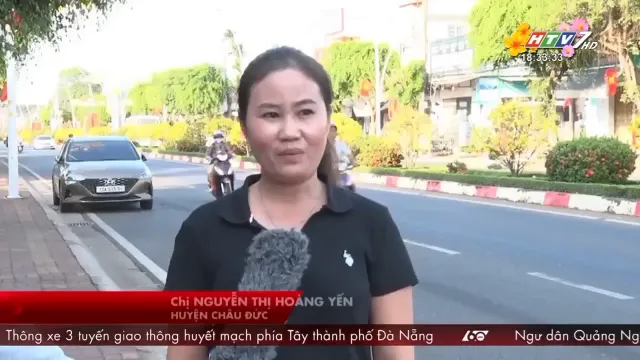 HTV7 HD
18:33:33
Chị NGUYỄN THỊ HOÀNG YẾN
HUYỆN CHÂU ĐỨC
Thông xe 3 tuyến giao thông huyết mạch phía Tây thành phố Đà Nẵng
Ngư dân Quảng Ng